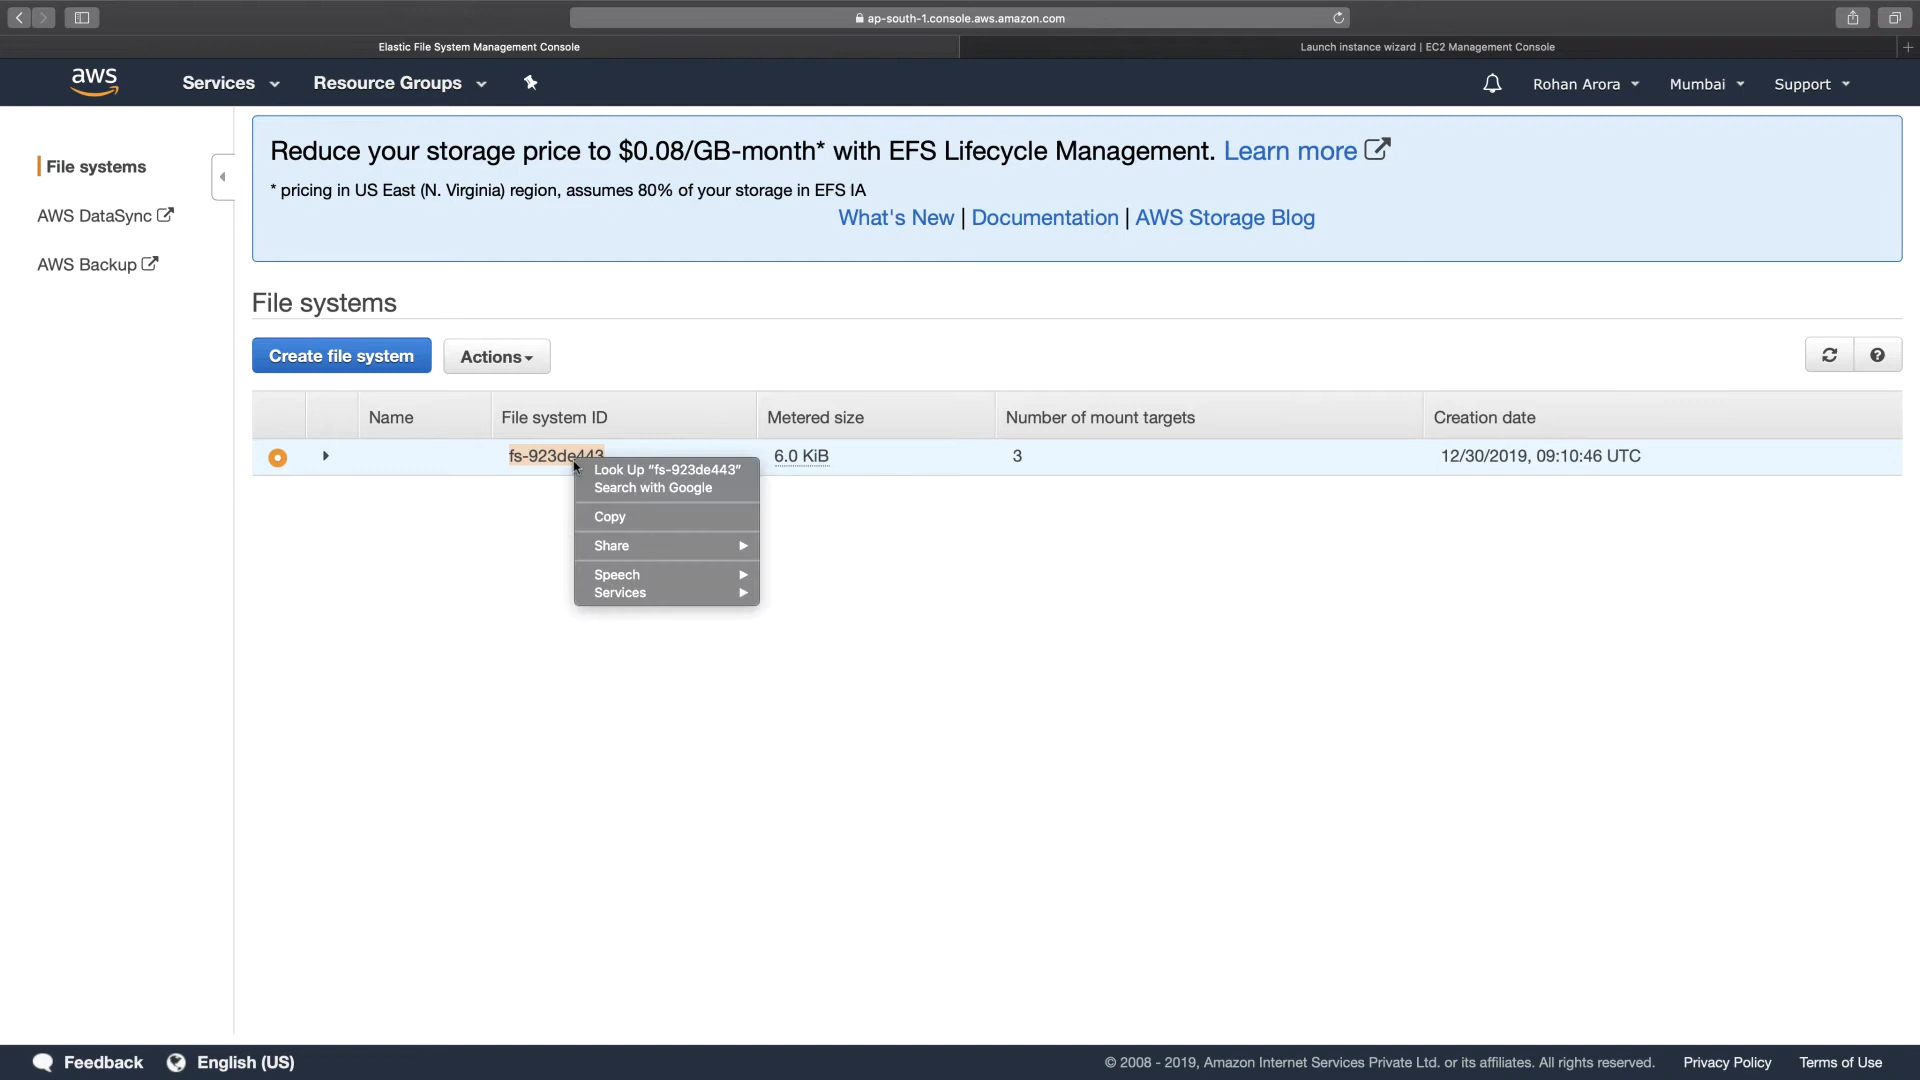 ap-south-1.console.aws.amazon.com
Elastic File System Management Console
Launch instance wizard | EC2 Management Console
aws
Services
Resource Groups
Rohan Arora
Mumbai
Support
File systems
AWS DataSync
AWS Backup
Reduce your storage price to $0.08/GB-month* with EFS Lifecycle Management. Learn more
* pricing in US East (N. Virginia) region, assumes 80% of your storage in EFS IA
What's New | Documentation | AWS Storage Blog
File systems
Create file system
Actions
Name
File system ID
Metered size
Number of mount targets
Creation date
fs-923de443
6.0 KiB
3
12/30/2019, 09:10:46 UTC
Look Up “fs-923de443”
Search with Google
Copy
Share
Speech
Services
Feedback
English (US)
© 2008 - 2019, Amazon Internet Services Private Ltd. or its affiliates. All rights reserved.
Privacy Policy
Terms of Use